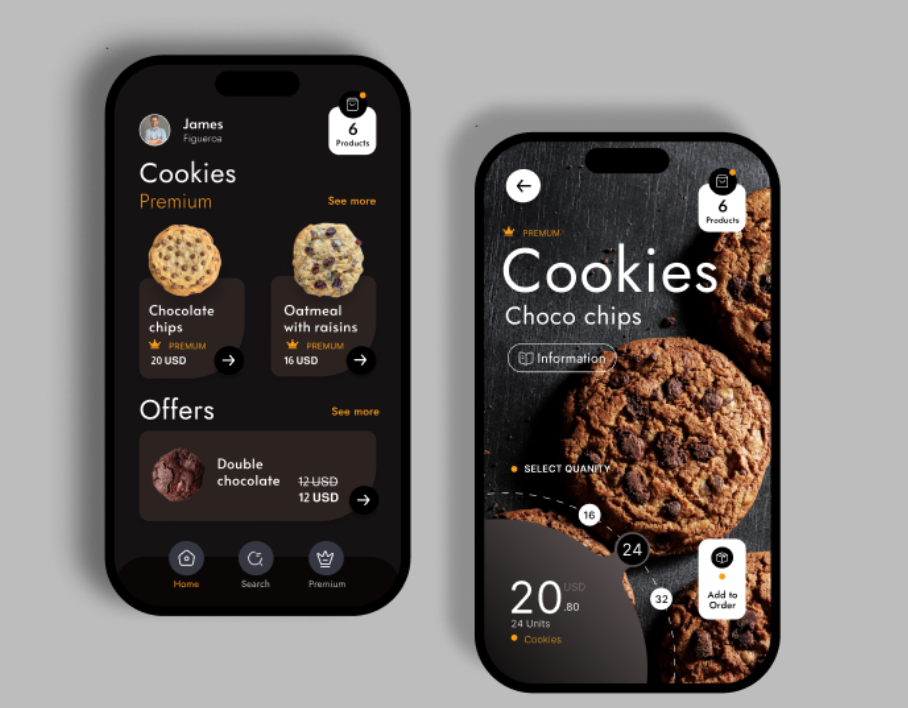 James
Figueroa
6
Products
Cookies
Premium
See more
Chocolate
chips
PREMIUM
20 USD
Oatmeal
with raisins
PREMIUM
16 USD
Offers
See more
Double
chocolate
12 USD
12 USD
Home
Search
Premium
6
Products
PREMIUM
Cookies
Choco chips
Information
SELECT QUANITY
16
24
32
20
.80
USD
24 Units
Cookies
Add to
Order